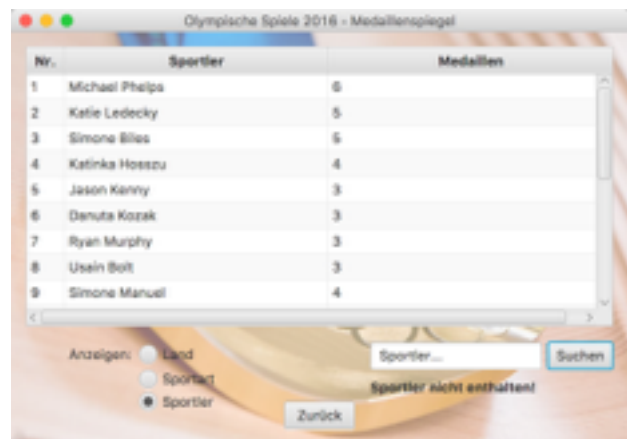 Olympische Spiele 2016 - Medaillenspiegel
Nr. Sportler Medaillen
1 Michael Phelps 6
2 Katie Ledecky 5
3 Simone Biles 5
4 Katinka Hosszu 4
5 Jason Kenny 3
6 Danuta Kozak 3
7 Ryan Murphy 3
8 Usain Bolt 3
9 Simone Manuel 4
Anzeigen: Land Sportler... Suchen
Sportart Sportler nicht enthalten!
Sportler
Zurück